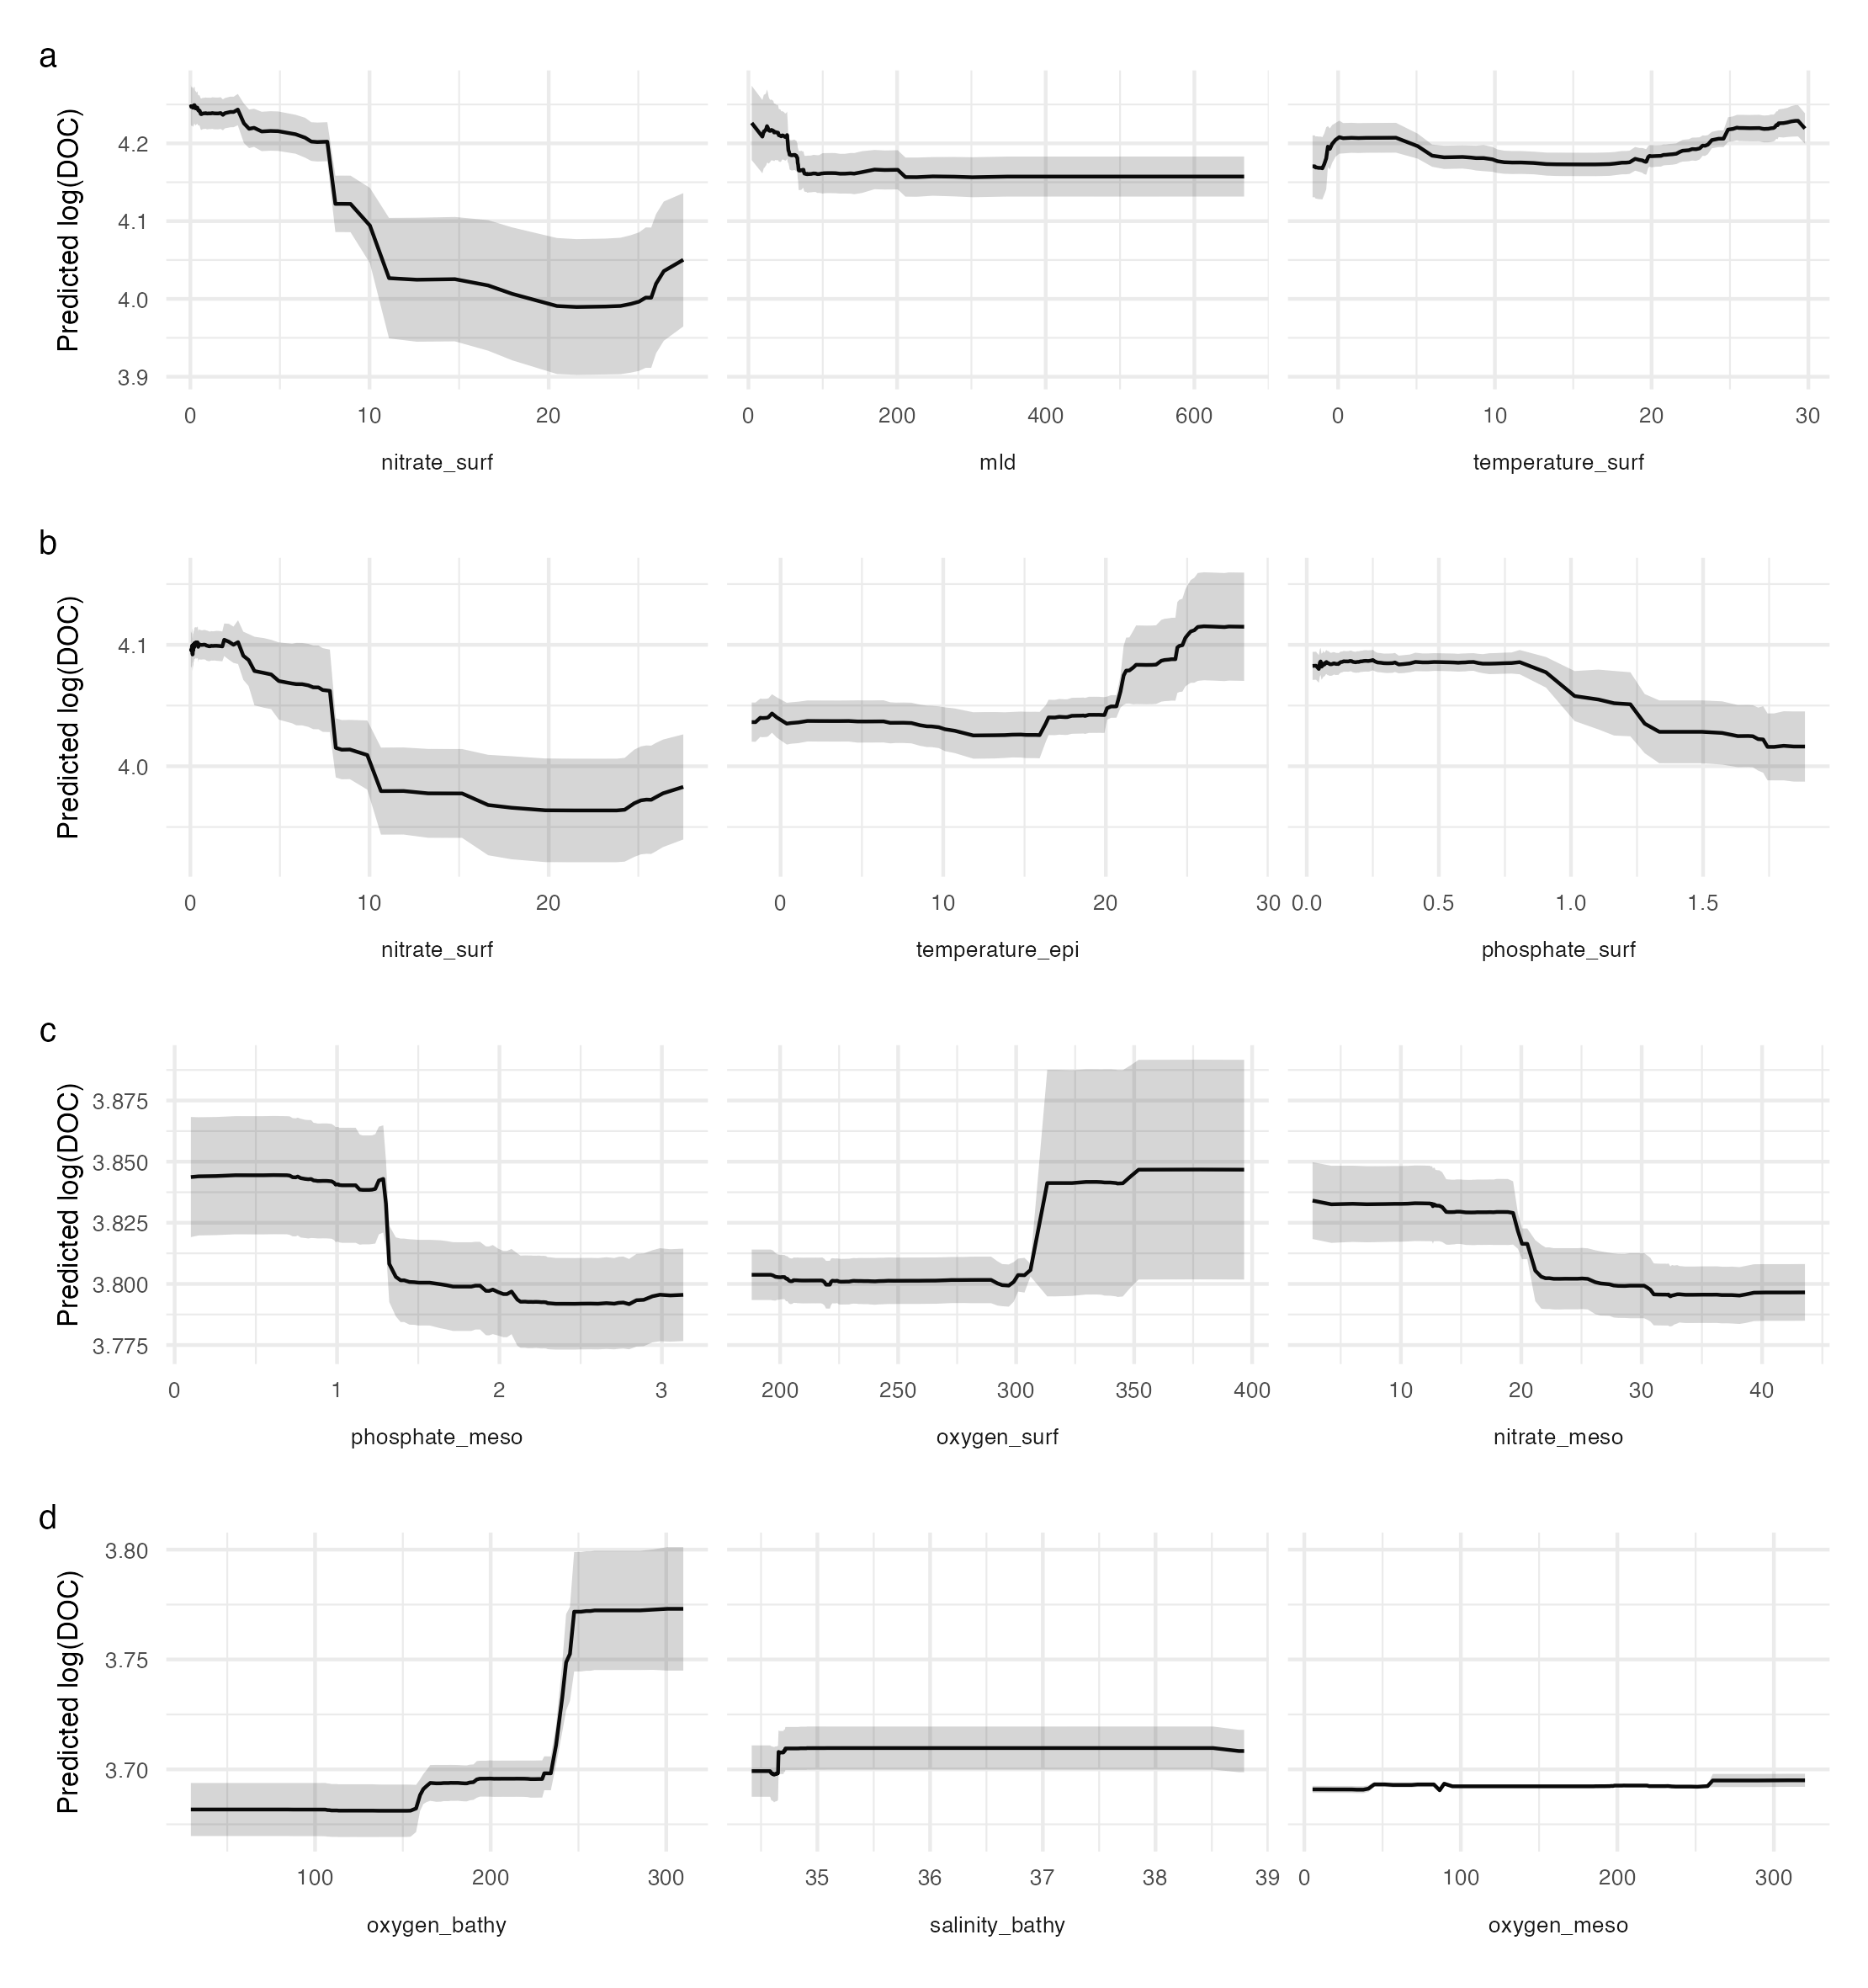 a
Predicted log(DOC)
4.2
4.1
4.0
3.9
0 10 20
0 200 400 600
0 10 20 30
nitrate_surf mld temperature_surf
b
Predicted log(DOC)
4.1
4.0
0 10 20
0 10 20 30
0.0 0.5 1.0 1.5
nitrate_surf temperature_epi phosphate_surf
c
Predicted log(DOC)
3.875
3.850
3.825
3.800
3.775
0 1 2 3
200 250 300 350 400
10 20 30 40
phosphate_meso oxygen_surf nitrate_meso
d
Predicted log(DOC)
3.80
3.75
3.70
100 200 300
35 36 37 38 39
0 100 200 300
oxygen_bathy salinity_bathy oxygen_meso